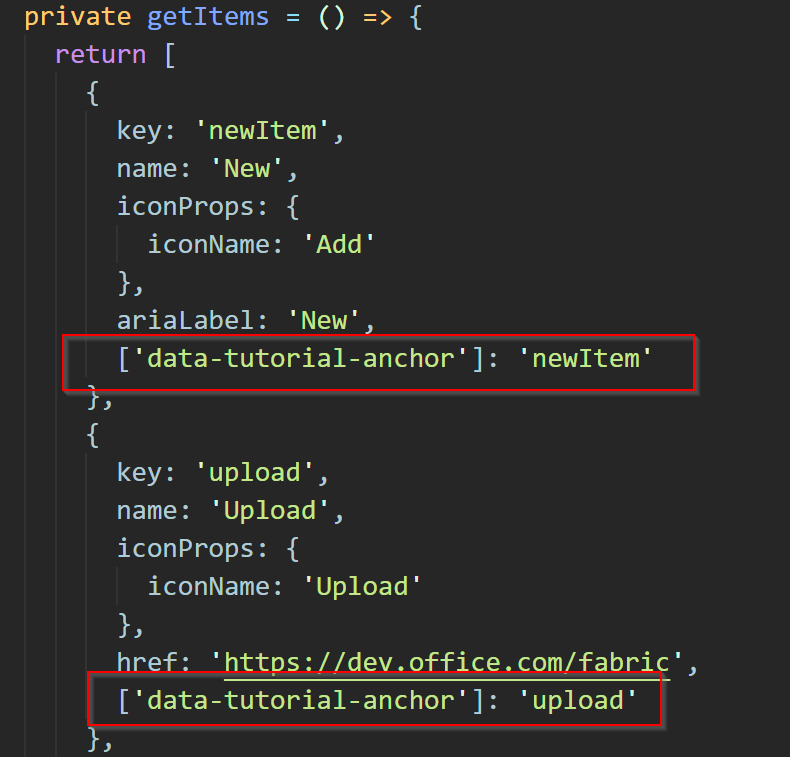 private getItems = () => {
return [
{
key: 'newItem',
name: 'New',
iconProps: {
iconName: 'Add'
},
ariaLabel: 'New',
['data-tutorial-anchor']: 'newItem'
},
{
key: 'upload',
name: 'Upload',
iconProps: {
iconName: 'Upload'
},
href: 'https://dev.office.com/fabric',
['data-tutorial-anchor']: 'upload'
},